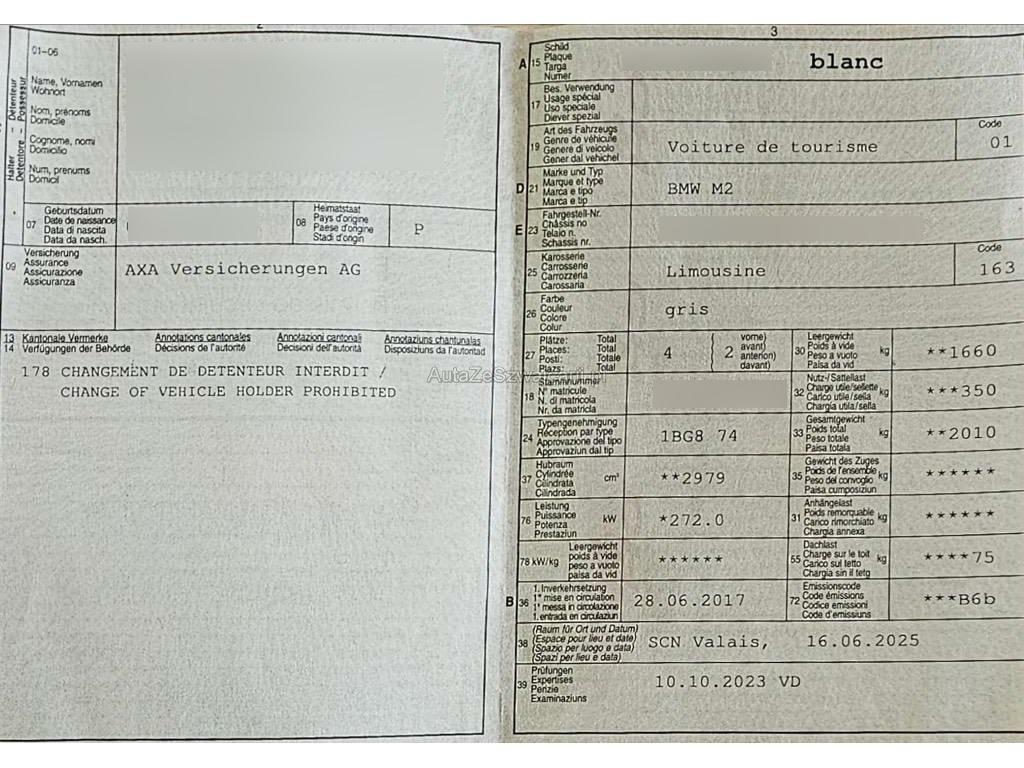 2
01-06
Halter – Détenteur
Detentore – Possessur
Name, Vornamen
Wohnort
Nom, prénoms
Domicile
Cognome, nomi
Domicilio
Num, prenums
Domicil
07
Geburtsdatum
Date de naissance
Data di nascita
Data da nasch.
08
Heimatstaat
Pays d'origine
Paese d'origine
Stadi d'origin
P
09
Versicherung
Assurance
Assicurazione
Assicuranza
AXA Versicherungen AG
13 Kantonale Vermerke Annotations cantonales Annotazioni cantonali Annotaziuns chantunalas
14 Verfügungen der Behörde Décisions de l'autorité Decisioni dell'autorità Disposiziuns da l'autoritad
178 CHANGEMENT DE DETENTEUR INTERDIT /
CHANGE OF VEHICLE HOLDER PROHIBITED
3
A 15
Schild
Plaque
Targa
Numer
blanc
17
Bes. Verwendung
Usage spécial
Uso speciale
Diever spezial
19
Art des Fahrzeugs
Genre de véhicule
Genere di veicolo
Gener dal vehichel
Voiture de tourisme
Code
01
D 21
Marke und Typ
Marque et type
Marca e tipo
Marca e tip
BMW M2
E 23
Fahrgestell-Nr.
Châssis no
Telaio n.
Schassis nr.
25
Karosserie
Carrosserie
Carrozzeria
Carossaria
Limousine
Code
163
26
Farbe
Couleur
Colore
Colur
gris
27
Plätze: Total
Places: Total
Posti: Totale
Plazs: Total
4
2
vorne)
avant)
anterion)
davant)
30
Leergewicht
Poids à vide
Peso a vuoto
Paisa da vid
kg
**1660
18
Stammnummer
N° matricule
N. di matricola
Nr. da matricla
32
Nutz-/Sattellast
Charge utile/sellette
Carico utile/sella
Chargia utila/sella
kg
***350
24
Typengenehmigung
Réception par type
Approvazione del tipo
Approvaziun dal tip
1BG8 74
33
Gesamtgewicht
Poids total
Peso totale
Paisa totala
kg
**2010
37
Hubraum
Cylindrée
Cilindrata
Cilindrada
cm³
**2979
35
Gewicht des Zuges
Poids de l'ensemble
Peso del convoglio
Paisa cumposiziun
kg
******
76
Leistung
Puissance
Potenza
Prestaziun
kW
*272.0
31
Anhängelast
Poids remorquable
Carico rimorchiato
Chargia annexa
kg
******
78 kW/kg
Leergewicht
poids à vide
peso a vuoto
paisa da vid
******
55
Dachlast
Charge sur le toit
Carico sul tetto
Chargia sin il tetg
kg
****75
B 36
1. Inverkehrsetzung
1re mise en circulation
1a messa in circolazione
1. entrada en circulaziun
28.06.2017
72
Emissionscode
Code émissions
Codice emissioni
Code d'emissiuns
***B6b
38
(Raum für Ort und Datum)
(Espace pour lieu et date)
(Spazio per luogo e data)
(Spazi per lieu e data)
SCN Valais, 16.06.2025
39
Prüfungen
Expertises
Perizie
Examinaziuns
10.10.2023 VD